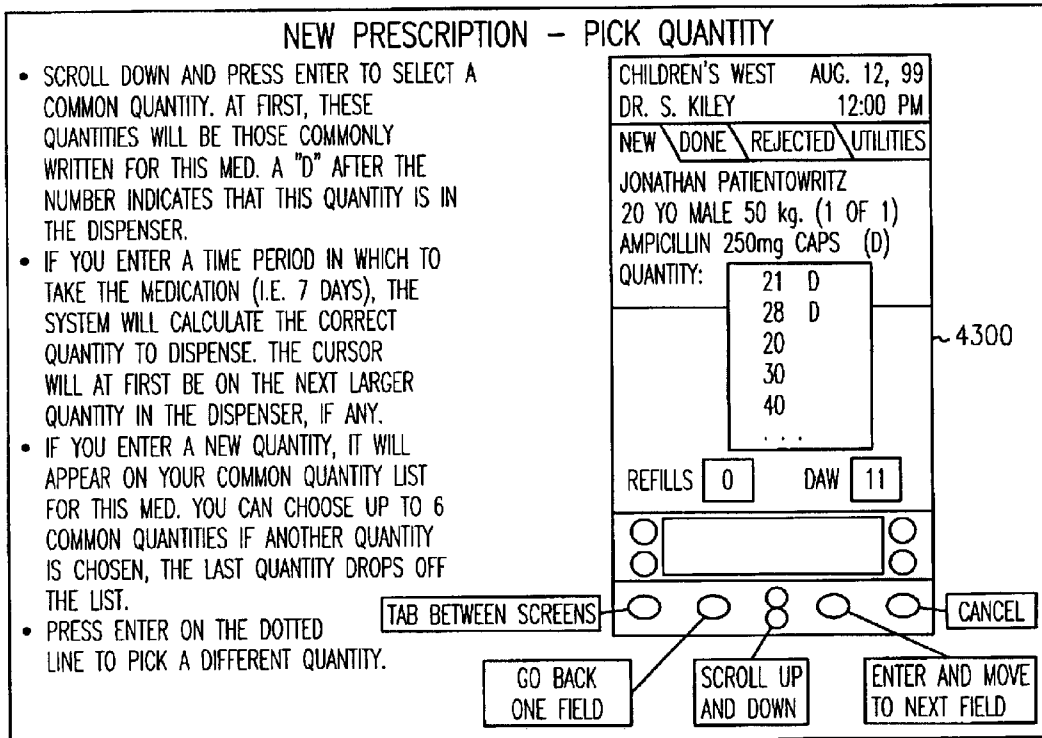 NEW PRESCRIPTION – PICK QUANTITY
• SCROLL DOWN AND PRESS ENTER TO SELECT A
COMMON QUANTITY. AT FIRST, THESE
QUANTITIES WILL BE THOSE COMMONLY
WRITTEN FOR THIS MED. A "D" AFTER THE
NUMBER INDICATES THAT THIS QUANTITY IS IN
THE DISPENSER.
• IF YOU ENTER A TIME PERIOD IN WHICH TO
TAKE THE MEDICATION (I.E. 7 DAYS), THE
SYSTEM WILL CALCULATE THE CORRECT
QUANTITY TO DISPENSE. THE CURSOR
WILL AT FIRST BE ON THE NEXT LARGER
QUANTITY IN THE DISPENSER, IF ANY.
• IF YOU ENTER A NEW QUANTITY, IT WILL
APPEAR ON YOUR COMMON QUANTITY LIST
FOR THIS MED. YOU CAN CHOOSE UP TO 6
COMMON QUANTITIES IF ANOTHER QUANTITY
IS CHOSEN, THE LAST QUANTITY DROPS OFF
THE LIST.
• PRESS ENTER ON THE DOTTED
LINE TO PICK A DIFFERENT QUANTITY.
CHILDREN'S WEST AUG. 12, 99
DR. S. KILEY 12:00 PM
NEW DONE REJECTED UTILITIES
JONATHAN PATIENTOWRITZ
20 YO MALE 50 kg. (1 OF 1)
AMPICILLIN 250mg CAPS (D)
QUANTITY:
21 D
28 D
20
30
40
. . .
4300
REFILLS 0 DAW 11
TAB BETWEEN SCREENS
CANCEL
GO BACK
ONE FIELD
SCROLL UP
AND DOWN
ENTER AND MOVE
TO NEXT FIELD